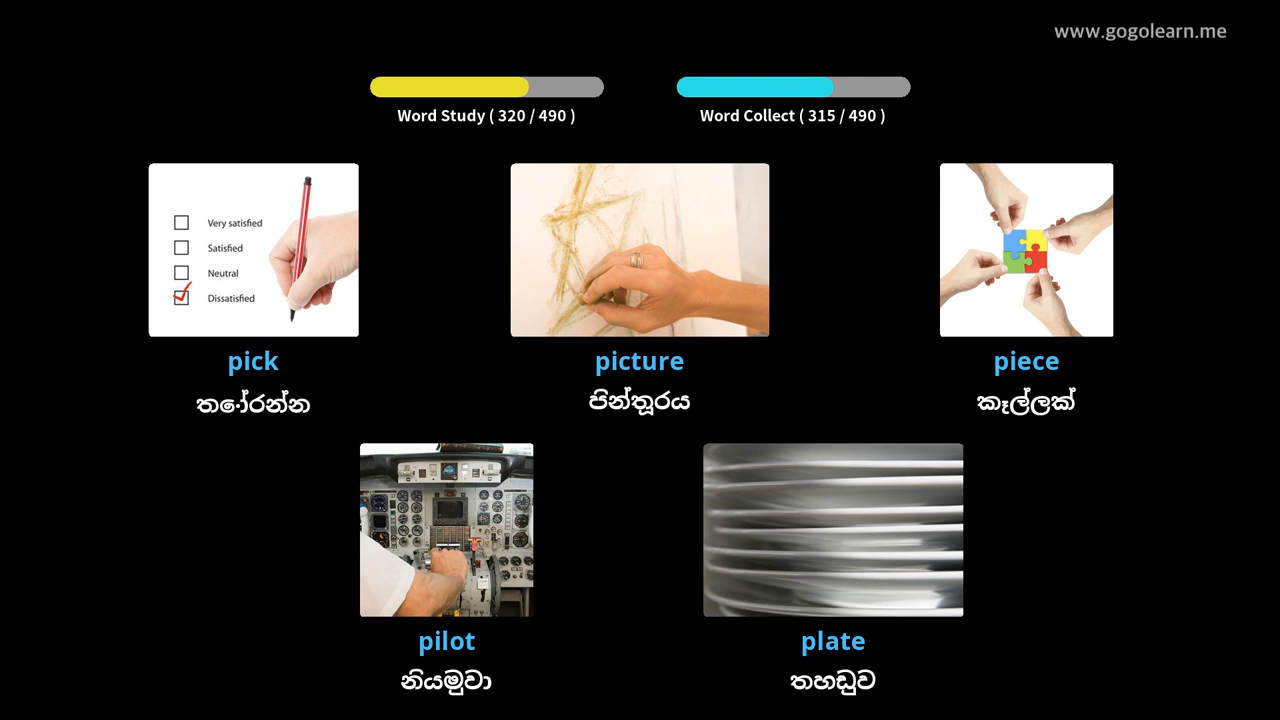 www.gogolearn.me
Word Study ( 320 / 490 )
Word Collect ( 315 / 490 )
Very satisfied
Satisfied
Neutral
Dissatisfied
pick
picture
piece
තෝරන්න
පින්තූරය
කෑල්ලක්
pilot
plate
නියමුවා
තහඩුව